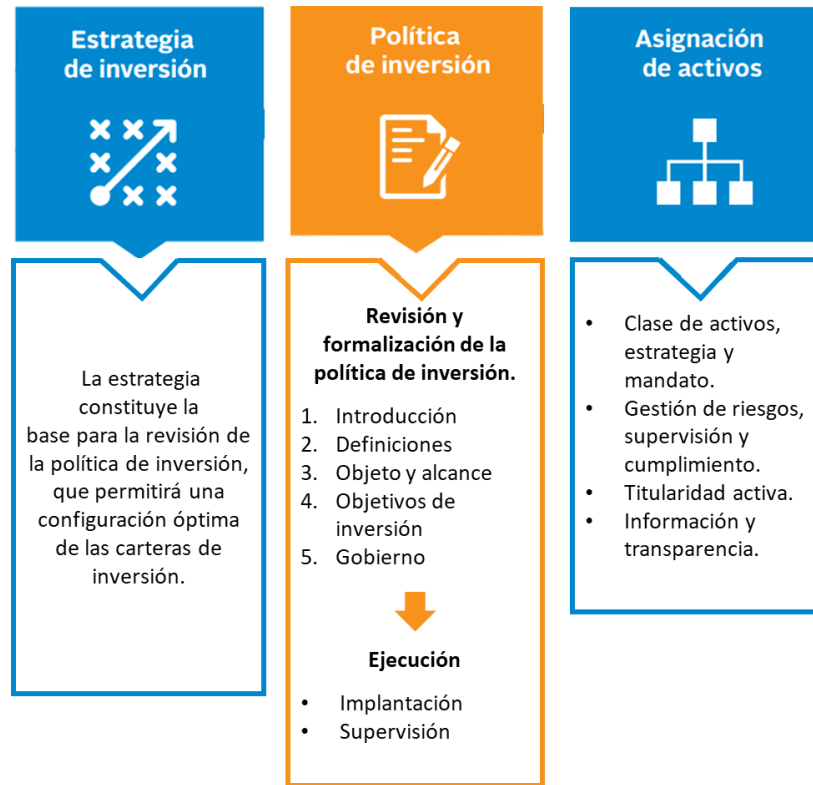 Estrategia
de inversión
La estrategia
constituye la
base para la revisión de
la política de inversión,
que permitirá una
configuración óptima
de las carteras de
inversión.
Política
de inversión
Revisión y
formalización de la
política de inversión.
1. Introducción
2. Definiciones
3. Objeto y alcance
4. Objetivos de
inversión
5. Gobierno
Ejecución
• Implantación
• Supervisión
Asignación
de activos
• Clase de activos,
estrategia y
mandato.
• Gestión de riesgos,
supervisión y
cumplimiento.
• Titularidad activa.
• Información y
transparencia.